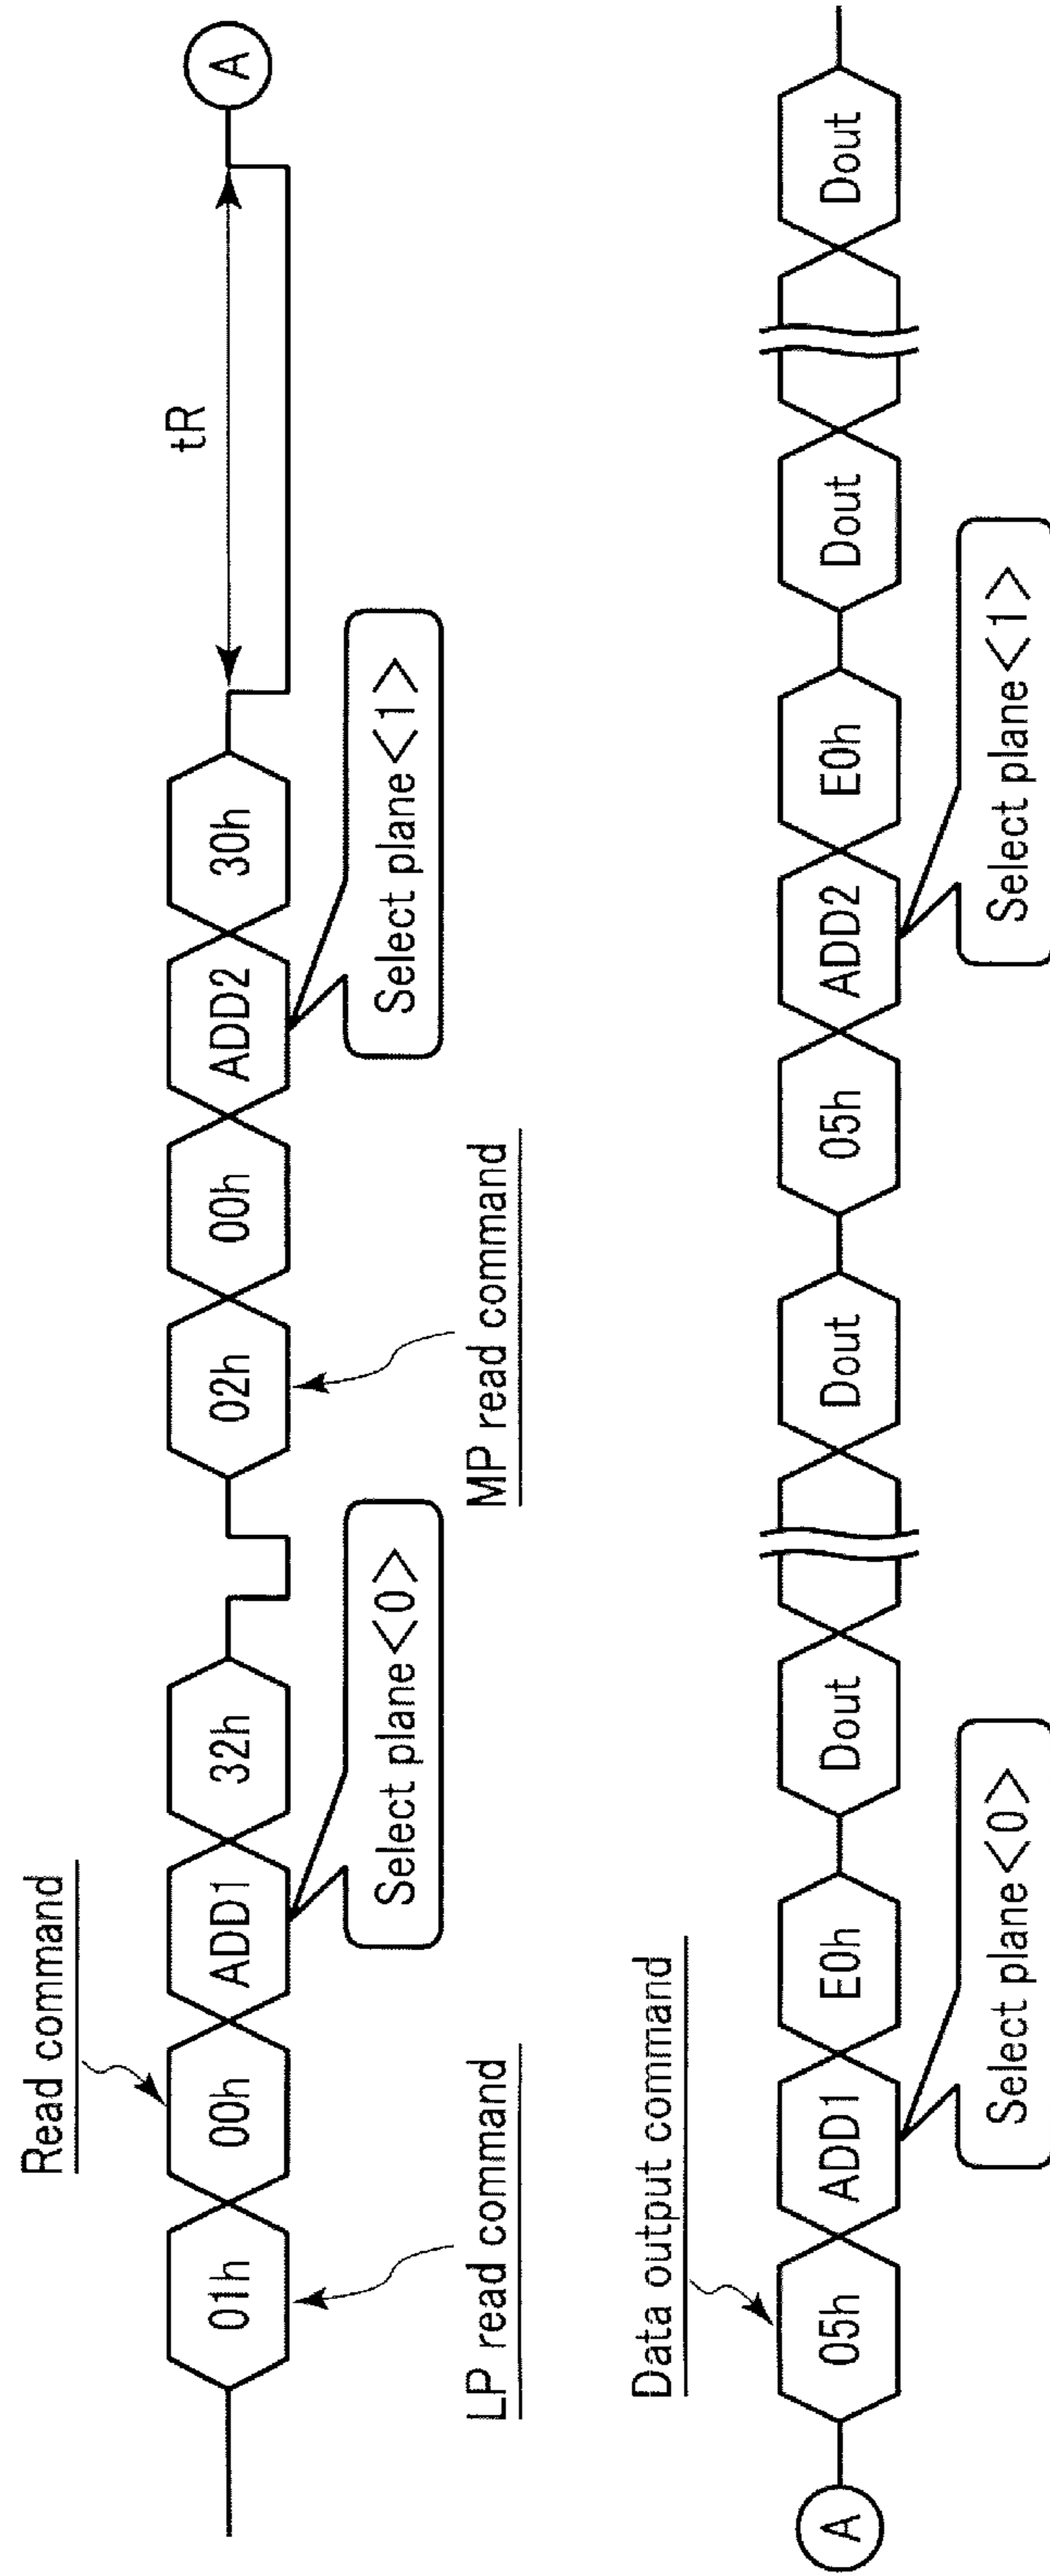 Read command
01h 00h ADD1 32h 02h 00h ADD2 30h tR A
Select plane<0> Select plane<1>
LP read command MP read command
Data output command
A 05h ADD1 E0h Dout Dout 05h ADD2 E0h Dout Dout
Select plane<0> Select plane<1>